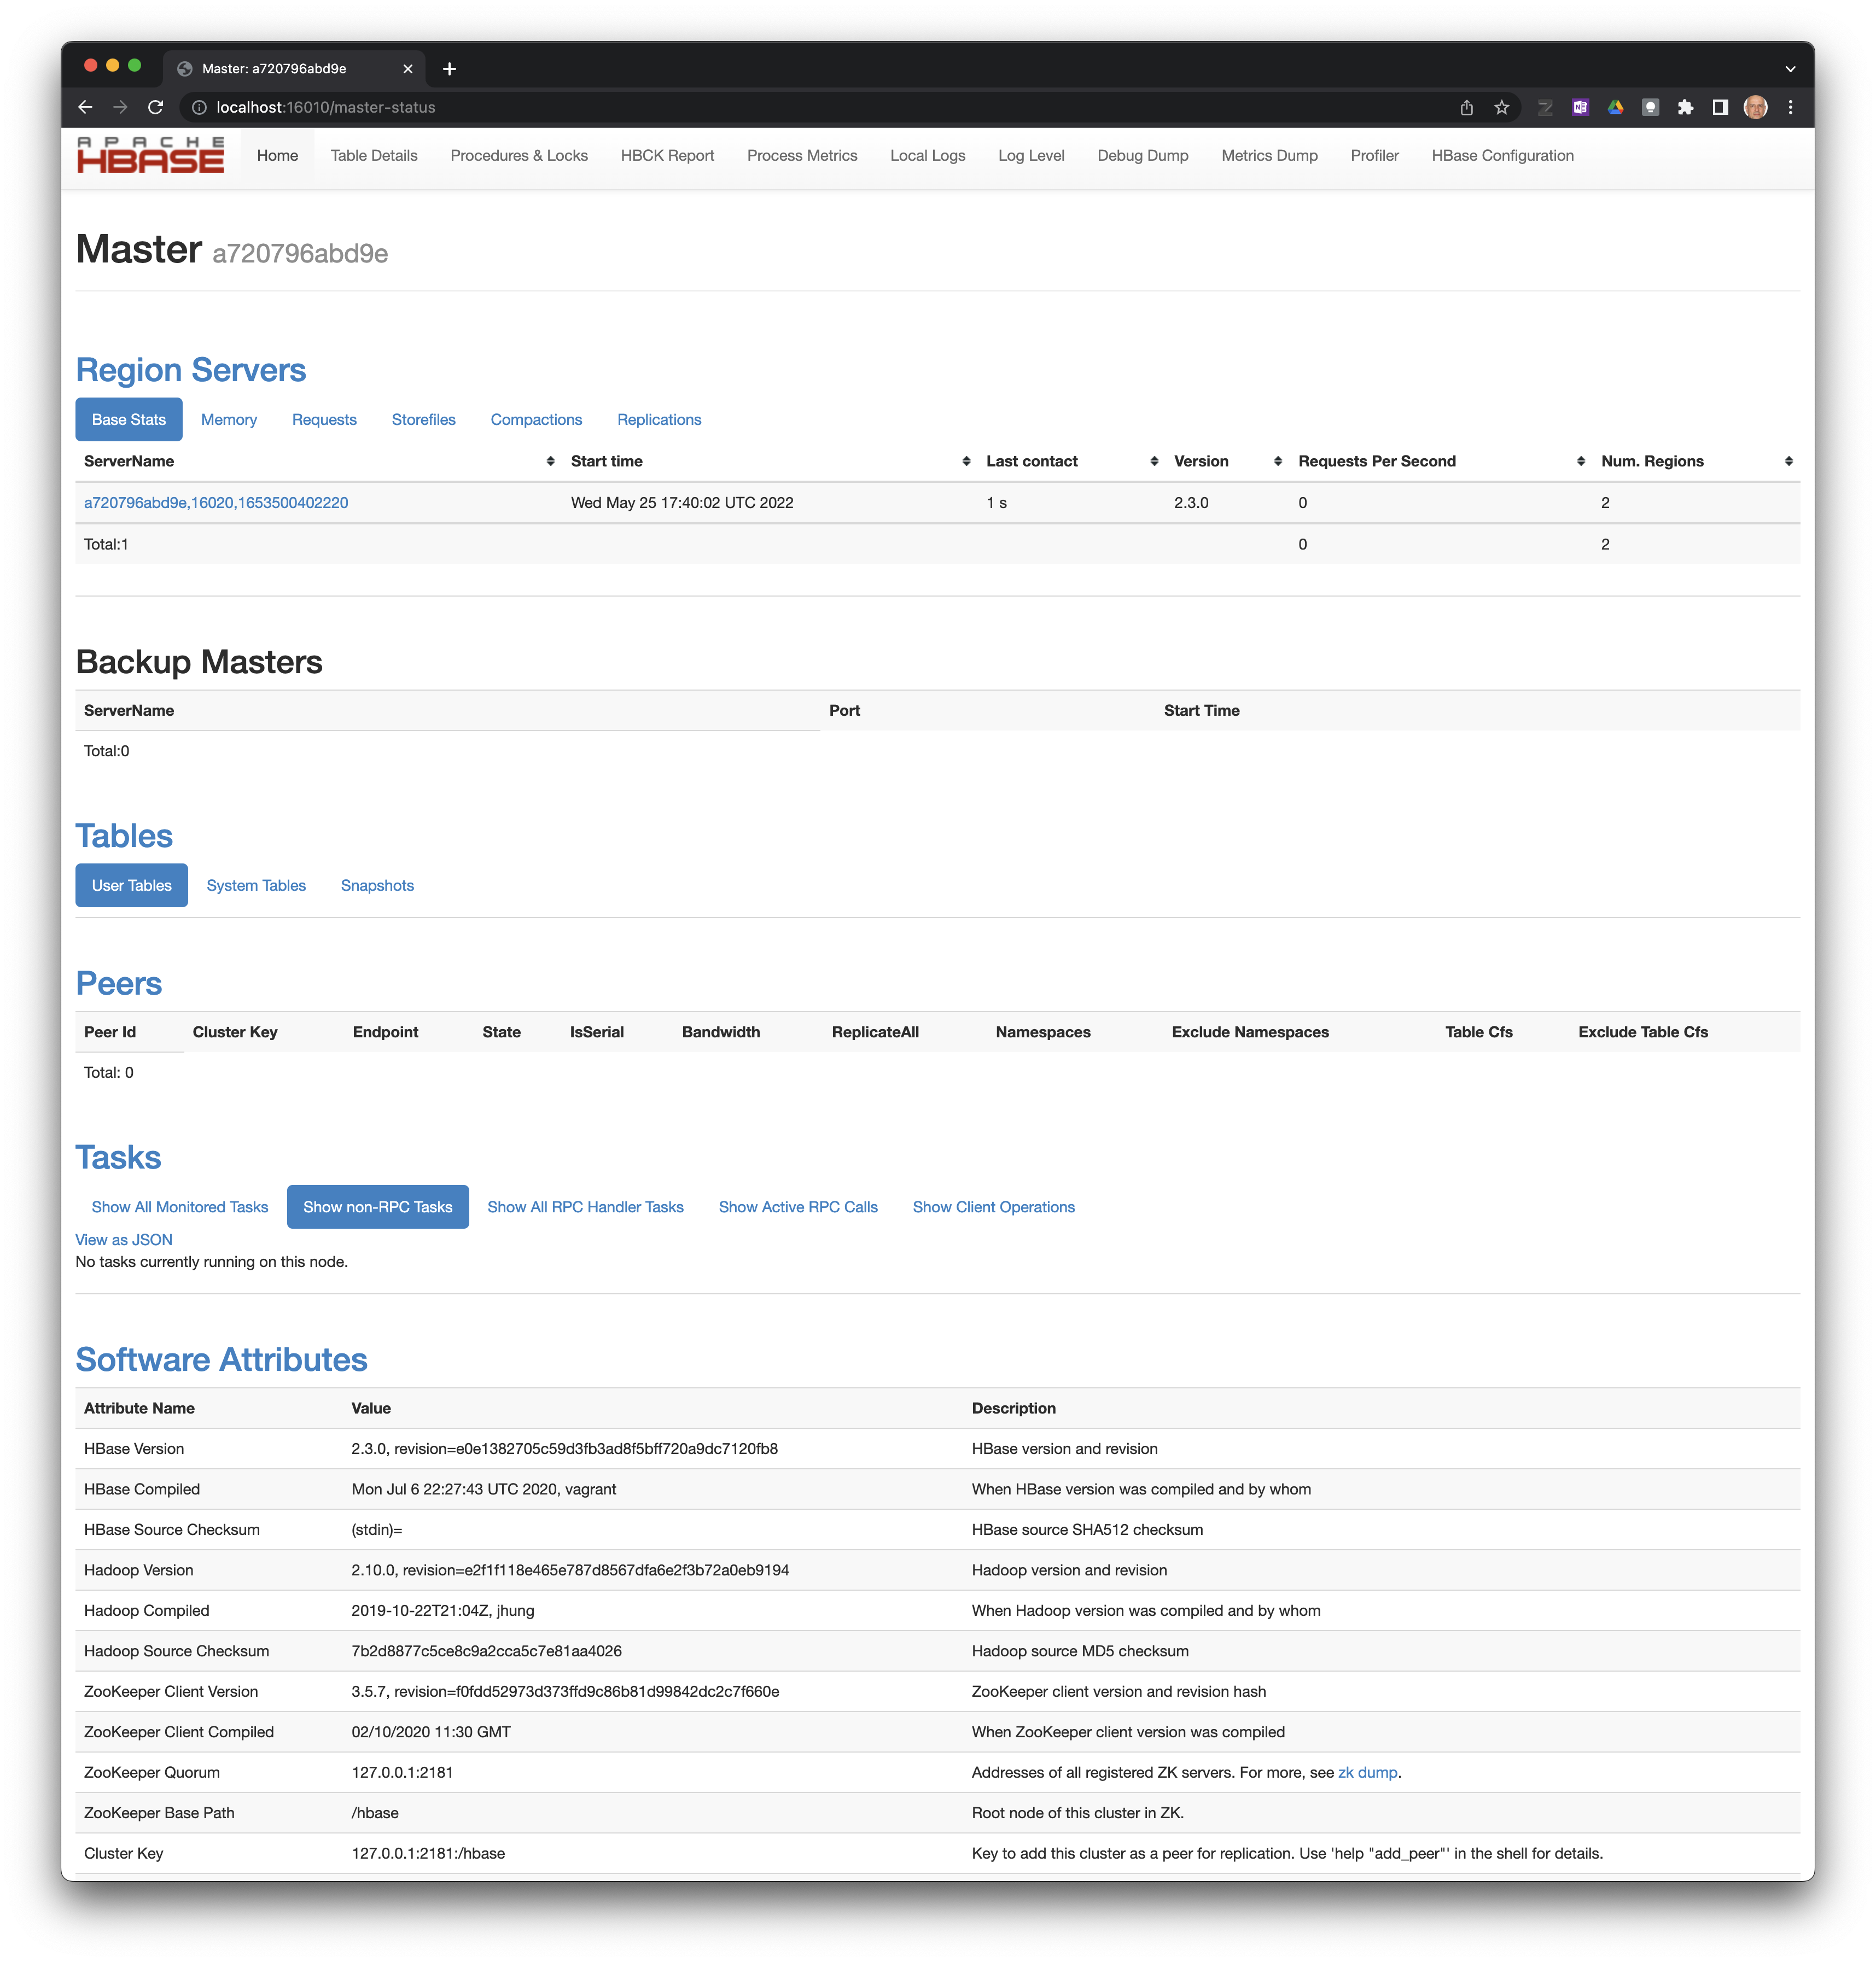 Master: a720796abd9e
localhost:16010/master-status
APACHE
HBASE
Home Table Details Procedures & Locks HBCK Report Process Metrics Local Logs Log Level Debug Dump Metrics Dump Profiler HBase Configuration
Master a720796abd9e
Region Servers
Base Stats Memory Requests Storefiles Compactions Replications
ServerName Start time Last contact Version Requests Per Second Num. Regions
a720796abd9e,16020,1653500402220 Wed May 25 17:40:02 UTC 2022 1 s 2.3.0 0 2
Total:1 0 2
Backup Masters
ServerName Port Start Time
Total:0
Tables
User Tables System Tables Snapshots
Peers
Peer Id Cluster Key Endpoint State IsSerial Bandwidth ReplicateAll Namespaces Exclude Namespaces Table Cfs Exclude Table Cfs
Total: 0
Tasks
Show All Monitored Tasks Show non-RPC Tasks Show All RPC Handler Tasks Show Active RPC Calls Show Client Operations
View as JSON
No tasks currently running on this node.
Software Attributes
Attribute Name Value Description
HBase Version 2.3.0, revision=e0e1382705c59d3fb3ad8f5bff720a9dc7120fb8 HBase version and revision
HBase Compiled Mon Jul 6 22:27:43 UTC 2020, vagrant When HBase version was compiled and by whom
HBase Source Checksum (stdin)= HBase source SHA512 checksum
Hadoop Version 2.10.0, revision=e2f1f118e465e787d8567dfa6e2f3b72a0eb9194 Hadoop version and revision
Hadoop Compiled 2019-10-22T21:04Z, jhung When Hadoop version was compiled and by whom
Hadoop Source Checksum 7b2d8877c5ce8c9a2cca5c7e81aa4026 Hadoop source MD5 checksum
ZooKeeper Client Version 3.5.7, revision=f0fdd52973d373ffd9c86b81d99842dc2c7f660e ZooKeeper client version and revision hash
ZooKeeper Client Compiled 02/10/2020 11:30 GMT When ZooKeeper client version was compiled
ZooKeeper Quorum 127.0.0.1:2181 Addresses of all registered ZK servers. For more, see zk dump.
ZooKeeper Base Path /hbase Root node of this cluster in ZK.
Cluster Key 127.0.0.1:2181:/hbase Key to add this cluster as a peer for replication. Use 'help "add_peer"' in the shell for details.